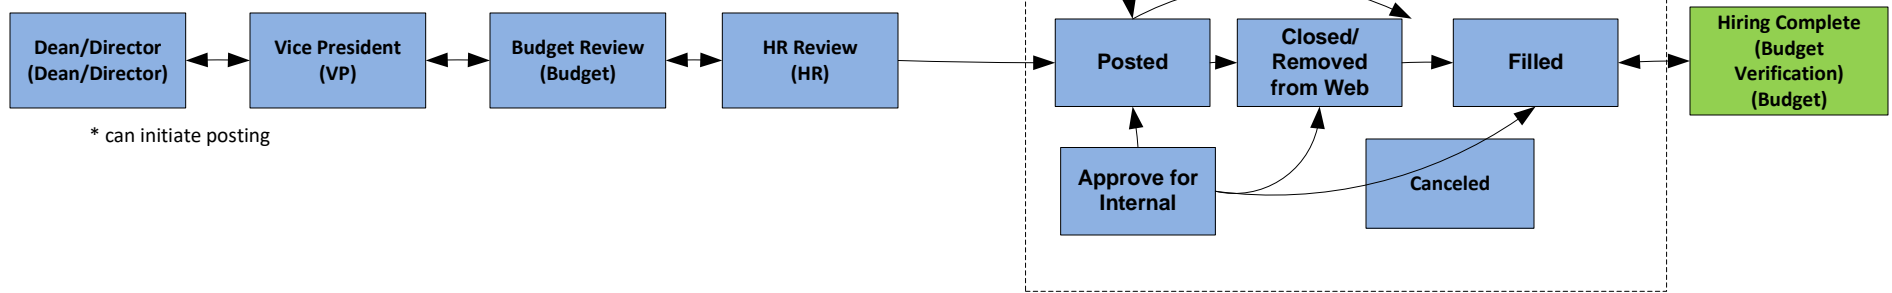 Dean/Director
(Dean/Director)
Vice President
(VP)
Budget Review
(Budget)
HR Review
(HR)
Posted
Closed/
Removed
from Web
Filled
Hiring Complete
(Budget
Verification)
(Budget)
* can initiate posting
Approve for
Internal
Canceled